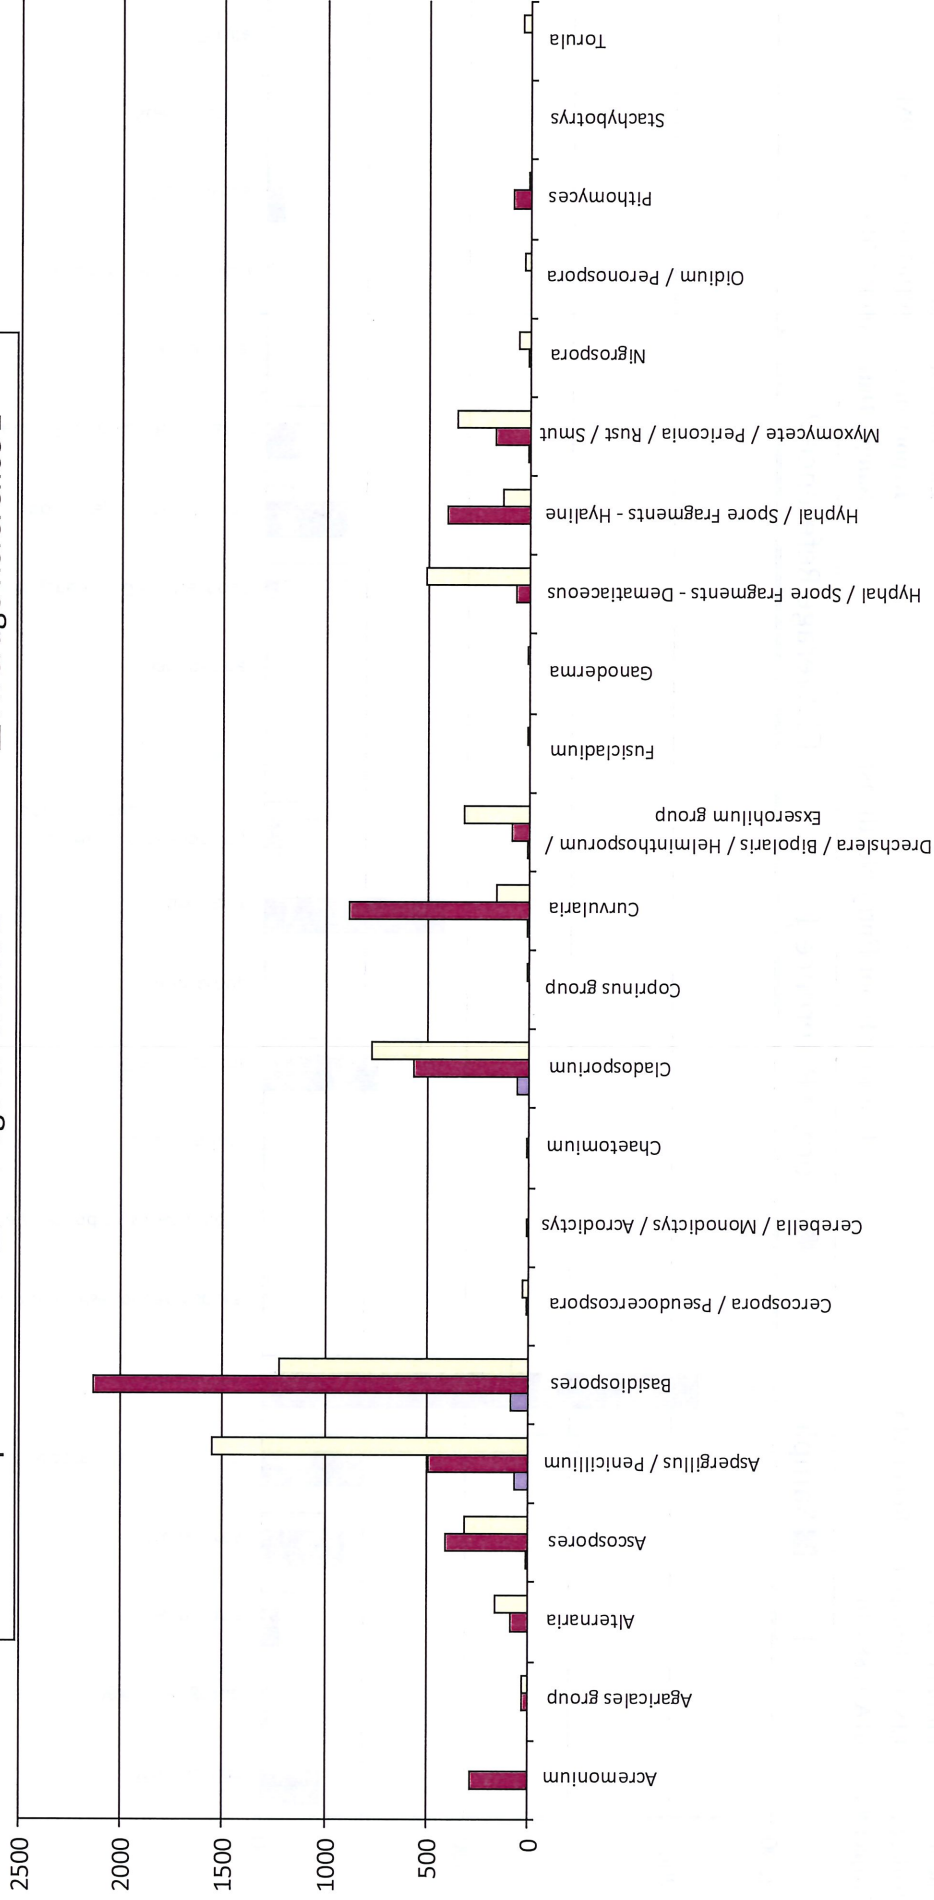 2500
2000
1500
1000
500
0
Acremonium
Agaricales group
Alternaria
Ascospores
Aspergillus / Penicillium
Basidiospores
Cercospora / Pseudocercospora
Cerebella / Monodictys / Acrodictys
Chaetomium
Cladosporium
Coprinus group
Curvularia
Drechslera / Bipolaris / Helminthosporum /
Exserohilum group
Fusicladium
Ganoderma
Hyphal / Spore Fragments - Dematiaceous
Hyphal / Spore Fragments - Hyaline
Myxomycete / Periconia / Rust / Smut
Nigrospora
Oidium / Peronospora
Pithomyces
Stachybotrys
Torula